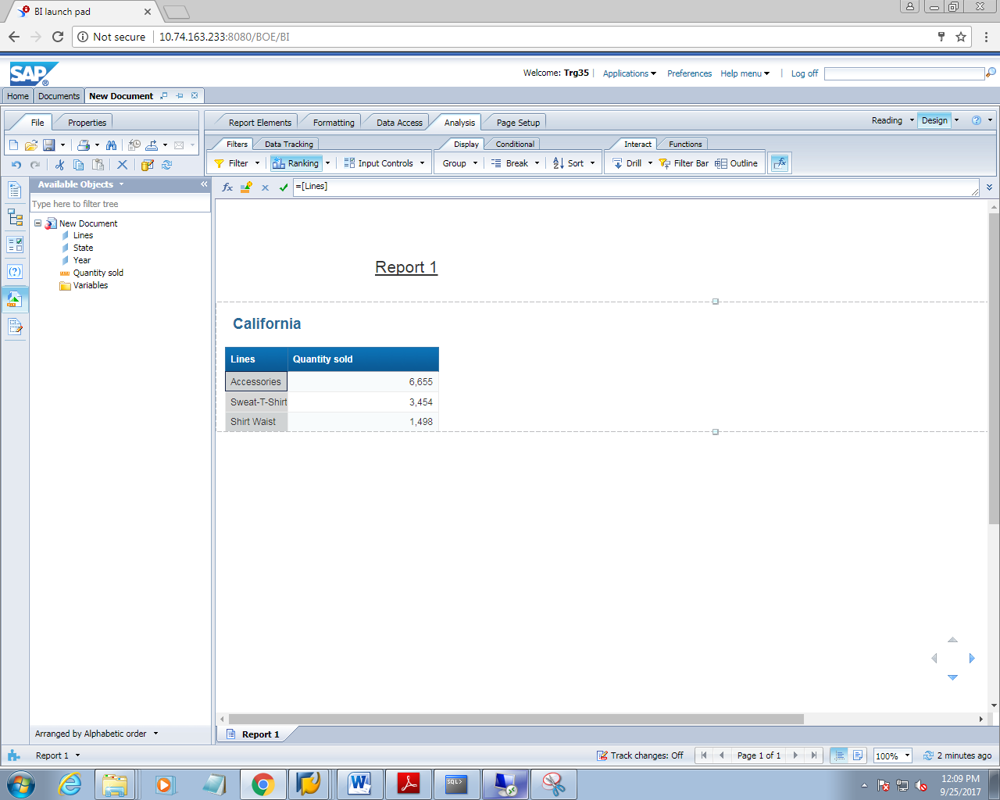 BI launch pad
Not secure 10.74.163.233:8080/BOE/BI
SAP
Welcome: Trg35 Applications Preferences Help menu Log off
Home Documents New Document
File Properties
Report Elements Formatting Data Access Analysis Page Setup
Reading Design
Filters Data Tracking Display Conditional Interact Functions
Filter Ranking Input Controls Group Break Sort Drill Filter Bar Outline
Available Objects
=[Lines]
Type here to filter tree
New Document
Lines
State
Year
Quantity sold
Variables
Report 1
California
Lines Quantity sold
Accessories 6,655
Sweat-T-Shirt 3,454
Shirt Waist 1,498
Arranged by Alphabetic order
Report 1
Report 1
Track changes: Off
Page 1 of 1
100%
2 minutes ago
SQL>
12:09 PM
9/25/2017